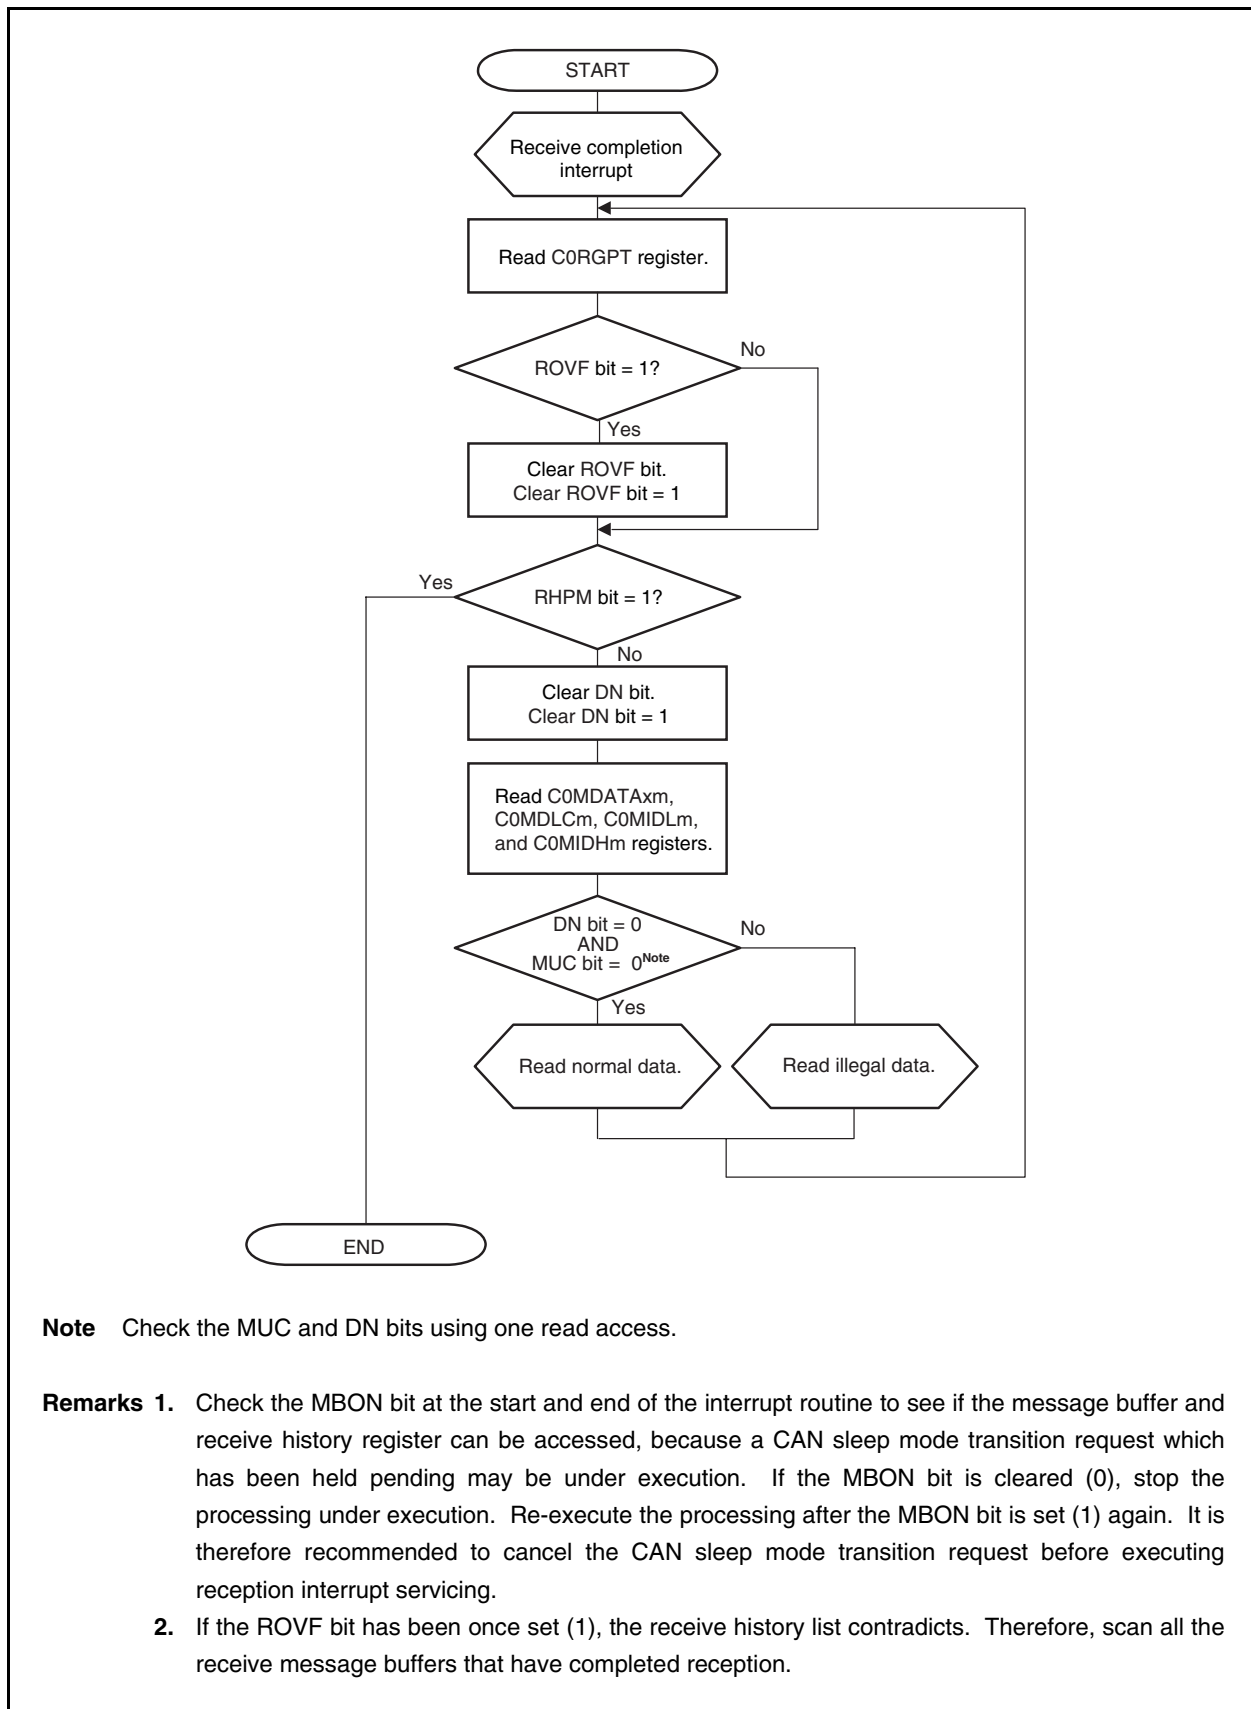 START
Receive completion
interrupt
Read C0RGPT register.
ROVF bit = 1?
No
Yes
Clear ROVF bit.
Clear ROVF bit = 1
Yes
RHPM bit = 1?
No
Clear DN bit.
Clear DN bit = 1
Read C0MDATAxm,
C0MDLCm, C0MIDLm,
and C0MIDHm registers.
DN bit = 0
AND
MUC bit = 0Note
No
Yes
Read normal data.
Read illegal data.
END
Note Check the MUC and DN bits using one read access.
Remarks 1. Check the MBON bit at the start and end of the interrupt routine to see if the message buffer and
receive history register can be accessed, because a CAN sleep mode transition request which
has been held pending may be under execution. If the MBON bit is cleared (0), stop the
processing under execution. Re-execute the processing after the MBON bit is set (1) again. It is
therefore recommended to cancel the CAN sleep mode transition request before executing
reception interrupt servicing.
2. If the ROVF bit has been once set (1), the receive history list contradicts. Therefore, scan all the
receive message buffers that have completed reception.